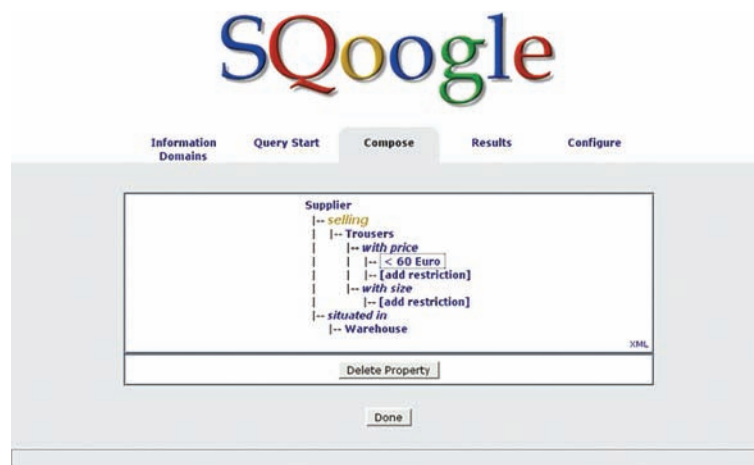 SQoogle
Information Domains Query Start Compose Results Configure
Supplier
|-- selling
| |-- Trousers
| | |-- with price
| | | |-- < 60 Euro
| | | |-- [add restriction]
| | |-- with size
| | |-- [add restriction]
|-- situated in
|-- Warehouse
XML
Delete Property
Done